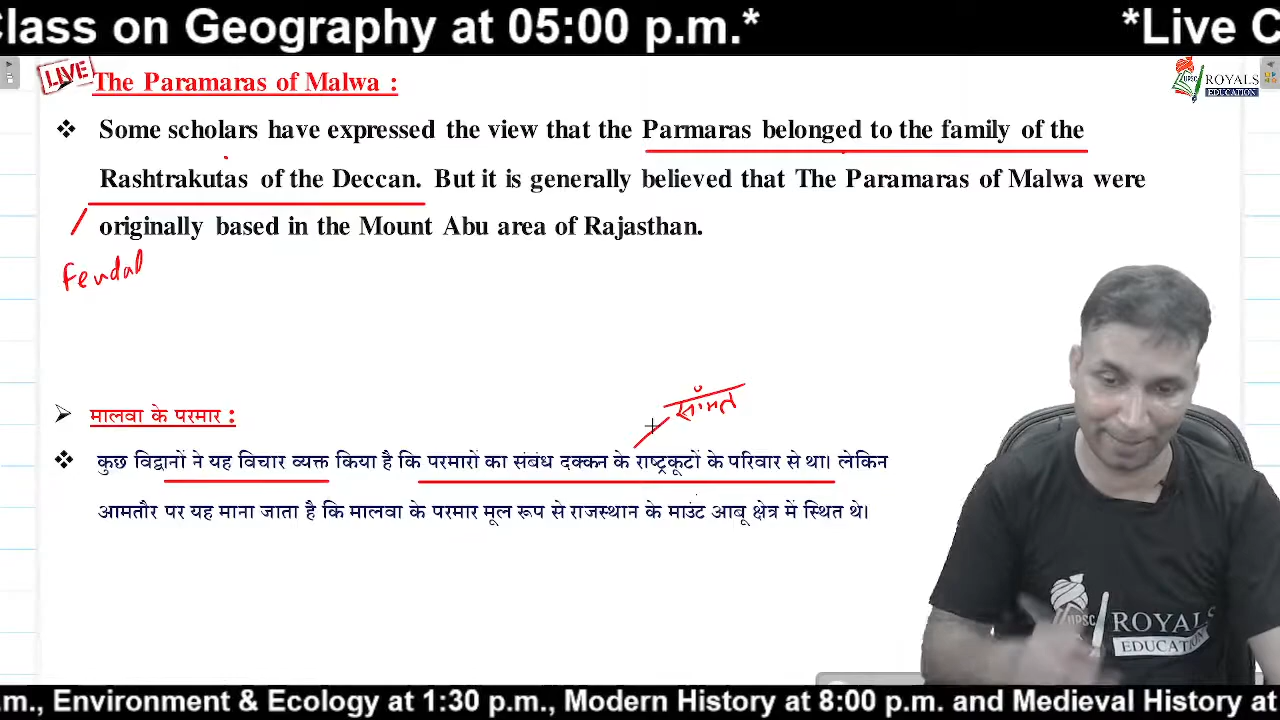 Class on Geography at 05:00 p.m.* *Live C
LIVE
The Paramaras of Malwa :
UPSC ROYALS
EDUCATION
❖ Some scholars have expressed the view that the Parmaras belonged to the family of the
Rashtrakutas of the Deccan. But it is generally believed that The Paramaras of Malwa were
originally based in the Mount Abu area of Rajasthan.
Feudal
सांमत
➢ मालवा के परमार :
❖ कुछ विद्वानों ने यह विचार व्यक्त किया है कि परमारों का संबंध दक्कन के राष्ट्रकूटों के परिवार से था। लेकिन
आमतौर पर यह माना जाता है कि मालवा के परमार मूल रूप से राजस्थान के माउंट आबू क्षेत्र में स्थित थे।
UPSC ROYALS
EDUCATION
.m., Environment & Ecology at 1:30 p.m., Modern History at 8:00 p.m. and Medieval History at